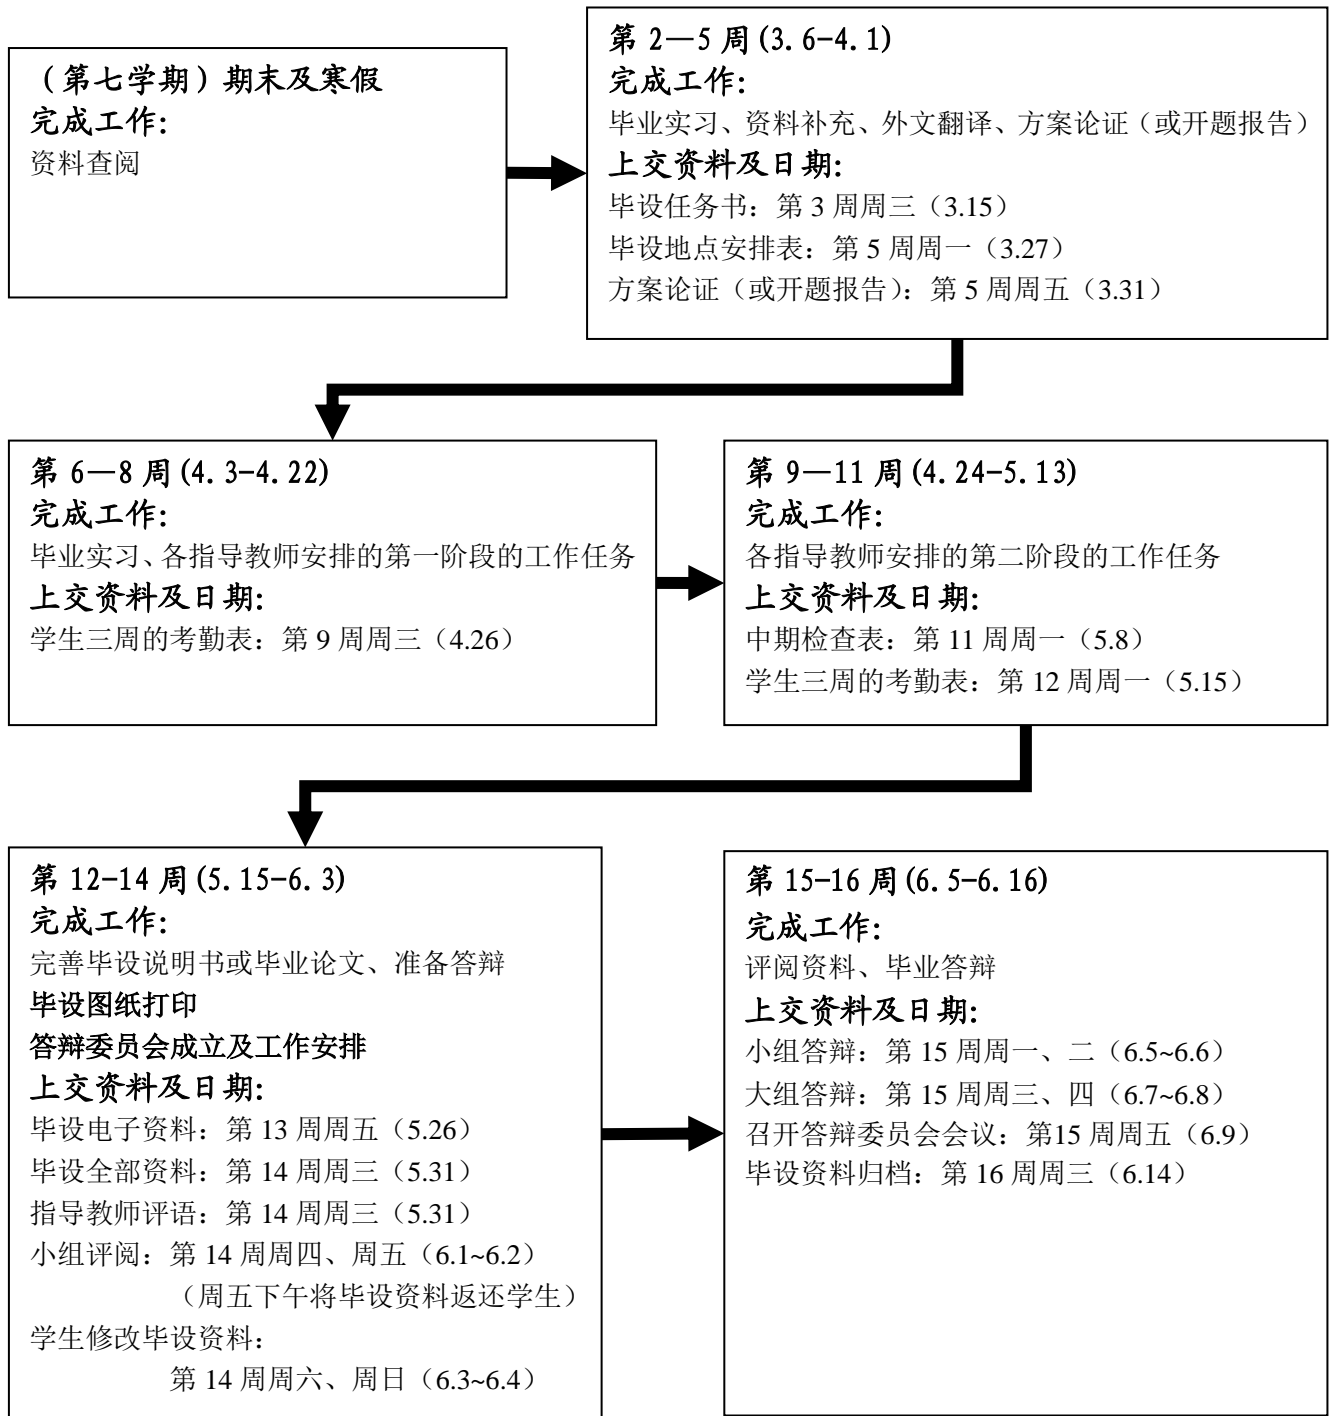 （第七学期）期末及寒假
完成工作：
资料查阅
第 2—5 周(3.6-4.1)
完成工作：
毕业实习、资料补充、外文翻译、方案论证（或开题报告）
上交资料及日期：
毕设任务书：第 3 周周三（3.15）
毕设地点安排表：第 5 周周一（3.27）
方案论证（或开题报告）：第 5 周周五（3.31）
第 6—8 周(4.3-4.22)
完成工作：
毕业实习、各指导教师安排的第一阶段的工作任务
上交资料及日期：
学生三周的考勤表：第 9 周周三（4.26）
第 9—11 周(4.24-5.13)
完成工作：
各指导教师安排的第二阶段的工作任务
上交资料及日期：
中期检查表：第 11 周周一（5.8）
学生三周的考勤表：第 12 周周一（5.15）
第 12-14 周(5.15-6.3)
完成工作：
完善毕设说明书或毕业论文、准备答辩
毕设图纸打印
答辩委员会成立及工作安排
上交资料及日期：
毕设电子资料：第 13 周周五（5.26）
毕设全部资料：第 14 周周三（5.31）
指导教师评语：第 14 周周三（5.31）
小组评阅：第 14 周周四、周五（6.1~6.2）
（周五下午将毕设资料返还学生）
学生修改毕设资料：
第 14 周周六、周日（6.3~6.4）
第 15-16 周(6.5-6.16)
完成工作：
评阅资料、毕业答辩
上交资料及日期：
小组答辩：第 15 周周一、二（6.5~6.6）
大组答辩：第 15 周周三、四（6.7~6.8）
召开答辩委员会会议：第15 周周五（6.9）
毕设资料归档：第 16 周周三（6.14）